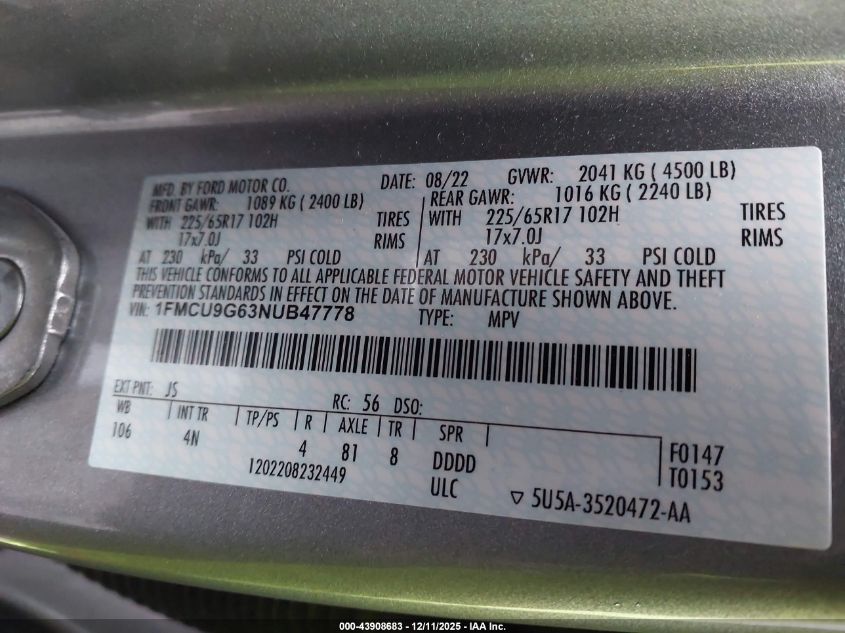 MFD. BY FORD MOTOR CO. DATE: 08/22 GVWR: 2041 KG ( 4500 LB)
FRONT GAWR: 1089 KG ( 2400 LB) REAR GAWR: 1016 KG ( 2240 LB)
WITH 225/65R17 102H TIRES WITH 225/65R17 102H TIRES
17x7.0J RIMS 17x7.0J RIMS
AT 230 kPa/ 33 PSI COLD AT 230 kPa/ 33 PSI COLD
THIS VEHICLE CONFORMS TO ALL APPLICABLE FEDERAL MOTOR VEHICLE SAFETY AND THEFT
PREVENTION STANDARDS IN EFFECT ON THE DATE OF MANUFACTURE SHOWN ABOVE.
VIN: 1FMCU9G63NUB47778 TYPE: MPV
EXT PNT: JS RC: 56 DSO:
WB INT TR TP/PS R AXLE TR SPR
106 4N 4 81 8 DDDD F0147
1202208232449 ULC T0153
▽ 5U5A-3520472-AA
000-43908683 - 12/11/2025 - IAA Inc.